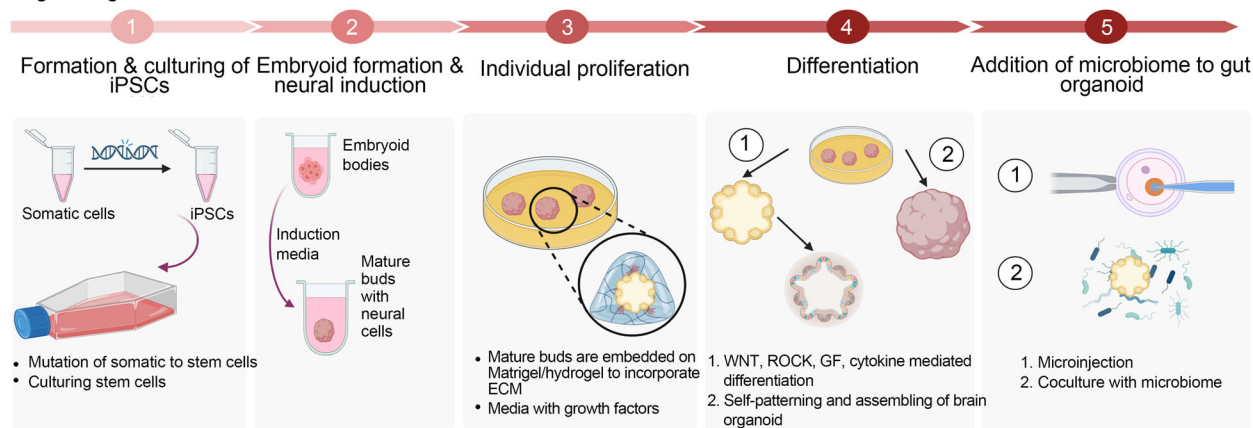 1
2
3
4
5
Formation & culturing of
iPSCs
Embryoid formation &
neural induction
Individual proliferation
Differentiation
Addition of microbiome to gut
organoid
Somatic cells
iPSCs
• Mutation of somatic to stem cells
• Culturing stem cells
Embryoid
bodies
Induction
media
Mature
buds
with
neural
cells
• Mature buds are embedded on
Matrigel/hydrogel to incorporate
ECM
• Media with growth factors
1
2
1. WNT, ROCK, GF, cytokine mediated
differentiation
2. Self-patterning and assembling of brain
organoid
1
2
1. Microinjection
2. Coculture with microbiome